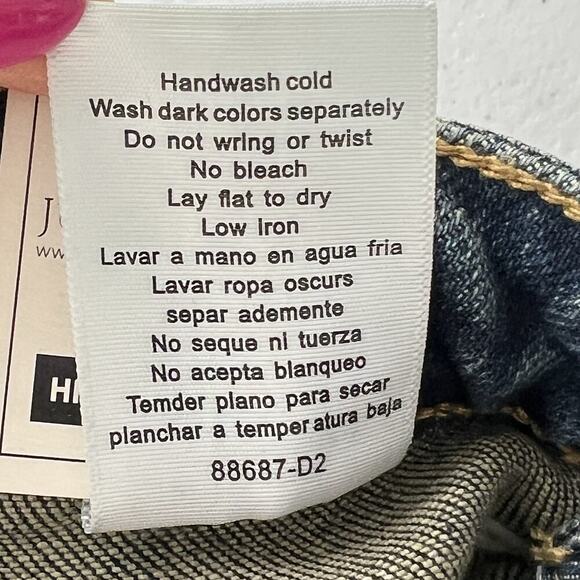 Handwash cold
Wash dark colors separately
Do not wring or twist
No bleach
Lay flat to dry
Low Iron
Lavar a mano en agua fria
Lavar ropa oscurs
separ ademente
No seque ni tuerza
No acepta blanqueo
Temder plano para secar
planchar a temper atura baja
88687-D2